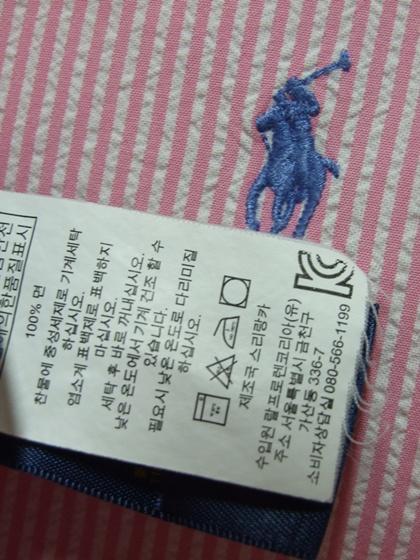 의한품질표시
100% 면
찬물에 중성세제로 기계세탁
하십시오.
염소계 표백제로 표백하지
마십시오.
세탁 후 바로 꺼내십시오.
낮은 온도에서 기계 건조 할 수
있습니다.
필요시 낮은 온도로 다리미질
하십시오.
제조국 스리랑카
수입원 랄프로렌코리아(유)
주소 서울특별시 금천구
가산동 336-7
소비자상담실 080-566-1199